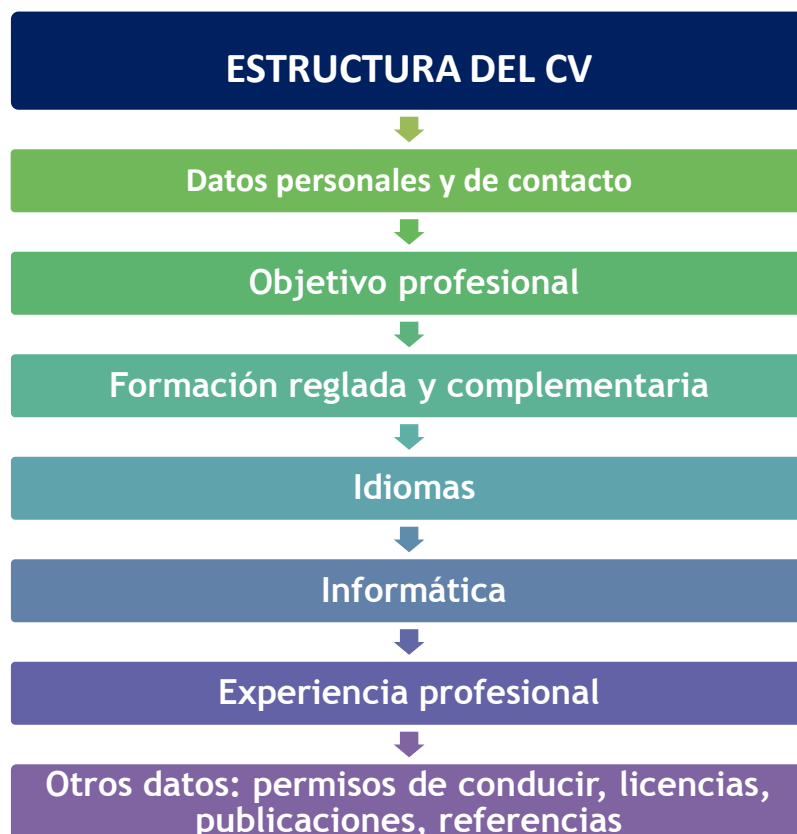 ESTRUCTURA DEL CV
Datos personales y de contacto
Objetivo profesional
Formación reglada y complementaria
Idiomas
Informática
Experiencia profesional
Otros datos: permisos de conducir, licencias,
publicaciones, referencias